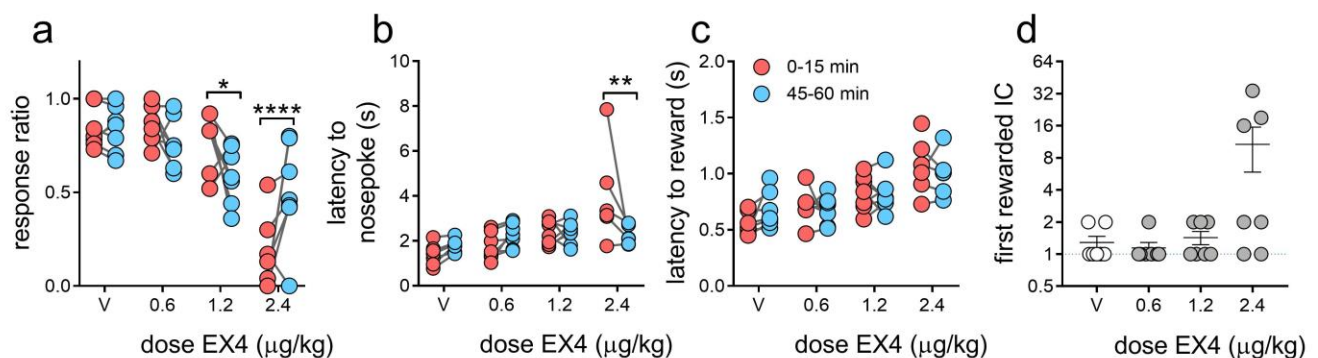 a
response ratio
1.0
0.5
0.0
*
****
V
0.6
1.2
2.4
dose EX4 (μg/kg)
b
latency to
nosepoke (s)
10
8
6
4
2
0
**
V
0.6
1.2
2.4
dose EX4 (μg/kg)
c
latency to reward (s)
2.0
1.5
1.0
0.5
0.0
0-15 min
45-60 min
V
0.6
1.2
2.4
dose EX4 (μg/kg)
d
first rewarded IC
64
32
16
8
4
2
1
0.5
V
0.6
1.2
2.4
dose EX4 (μg/kg)